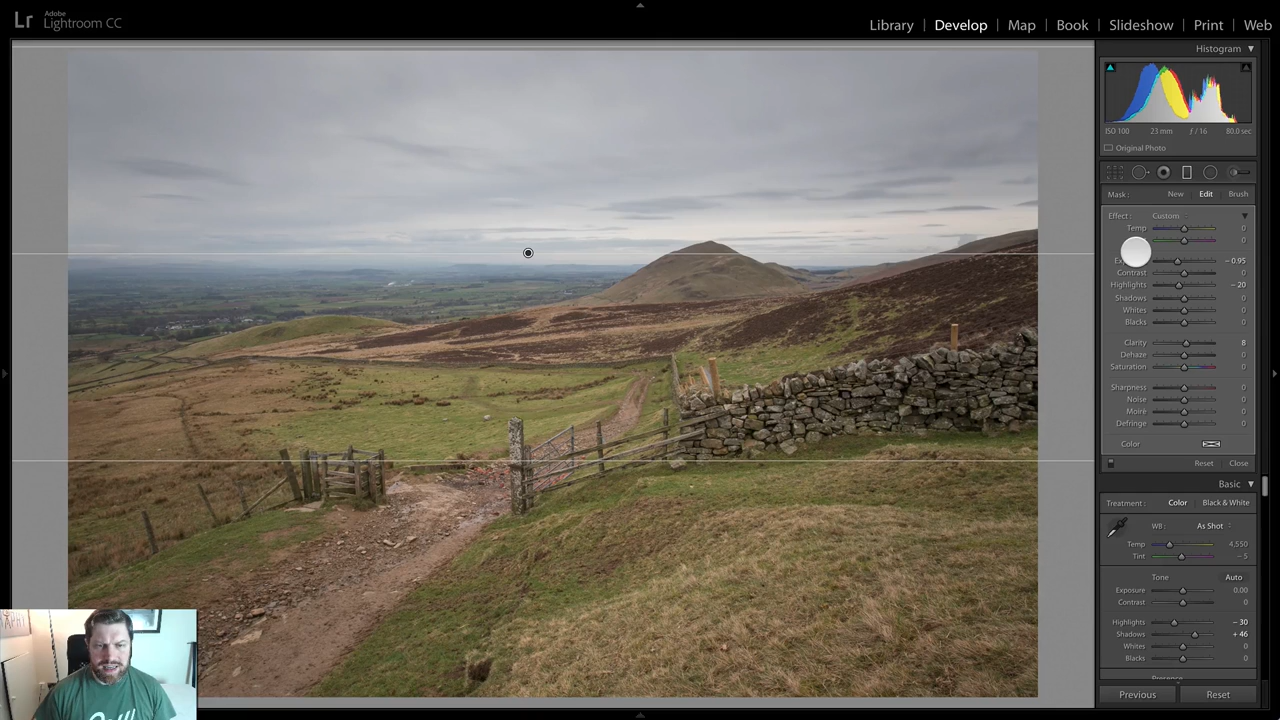 Lr Adobe Lightroom CC
Library | Develop | Map | Book | Slideshow | Print | Web
Histogram
ISO 100 23 mm f / 16 80.0 sec
Original Photo
Mask : New Edit Brush
Effect : Custom
Temp 0
0
- 0.95
Contrast 0
Highlights - 20
Shadows 0
Whites 0
Blacks 0
Clarity 8
Dehaze 0
Saturation 0
Sharpness 0
Noise 0
Moiré 0
Defringe 0
Color
Reset Close
Basic
Treatment : Color Black & White
WB : As Shot
Temp 4,550
Tint - 5
Tone Auto
Exposure 0.00
Contrast 0
Highlights - 30
Shadows + 46
Whites 0
Blacks 0
Presence
Previous Reset